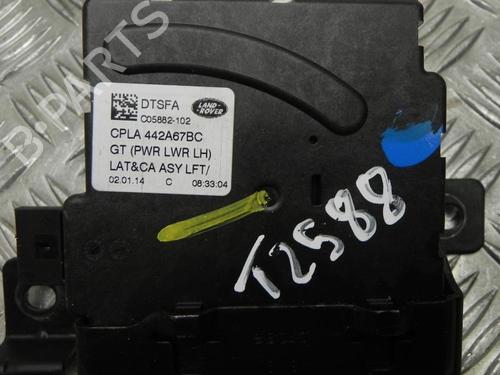 B-PARTS
DTSFA
LAND-ROVER
C05882-102
CPLA 442A67BC
GT (PWR LWR LH)
LAT&CA ASY LFT/
02.01.14 C 08:33:04
T2588